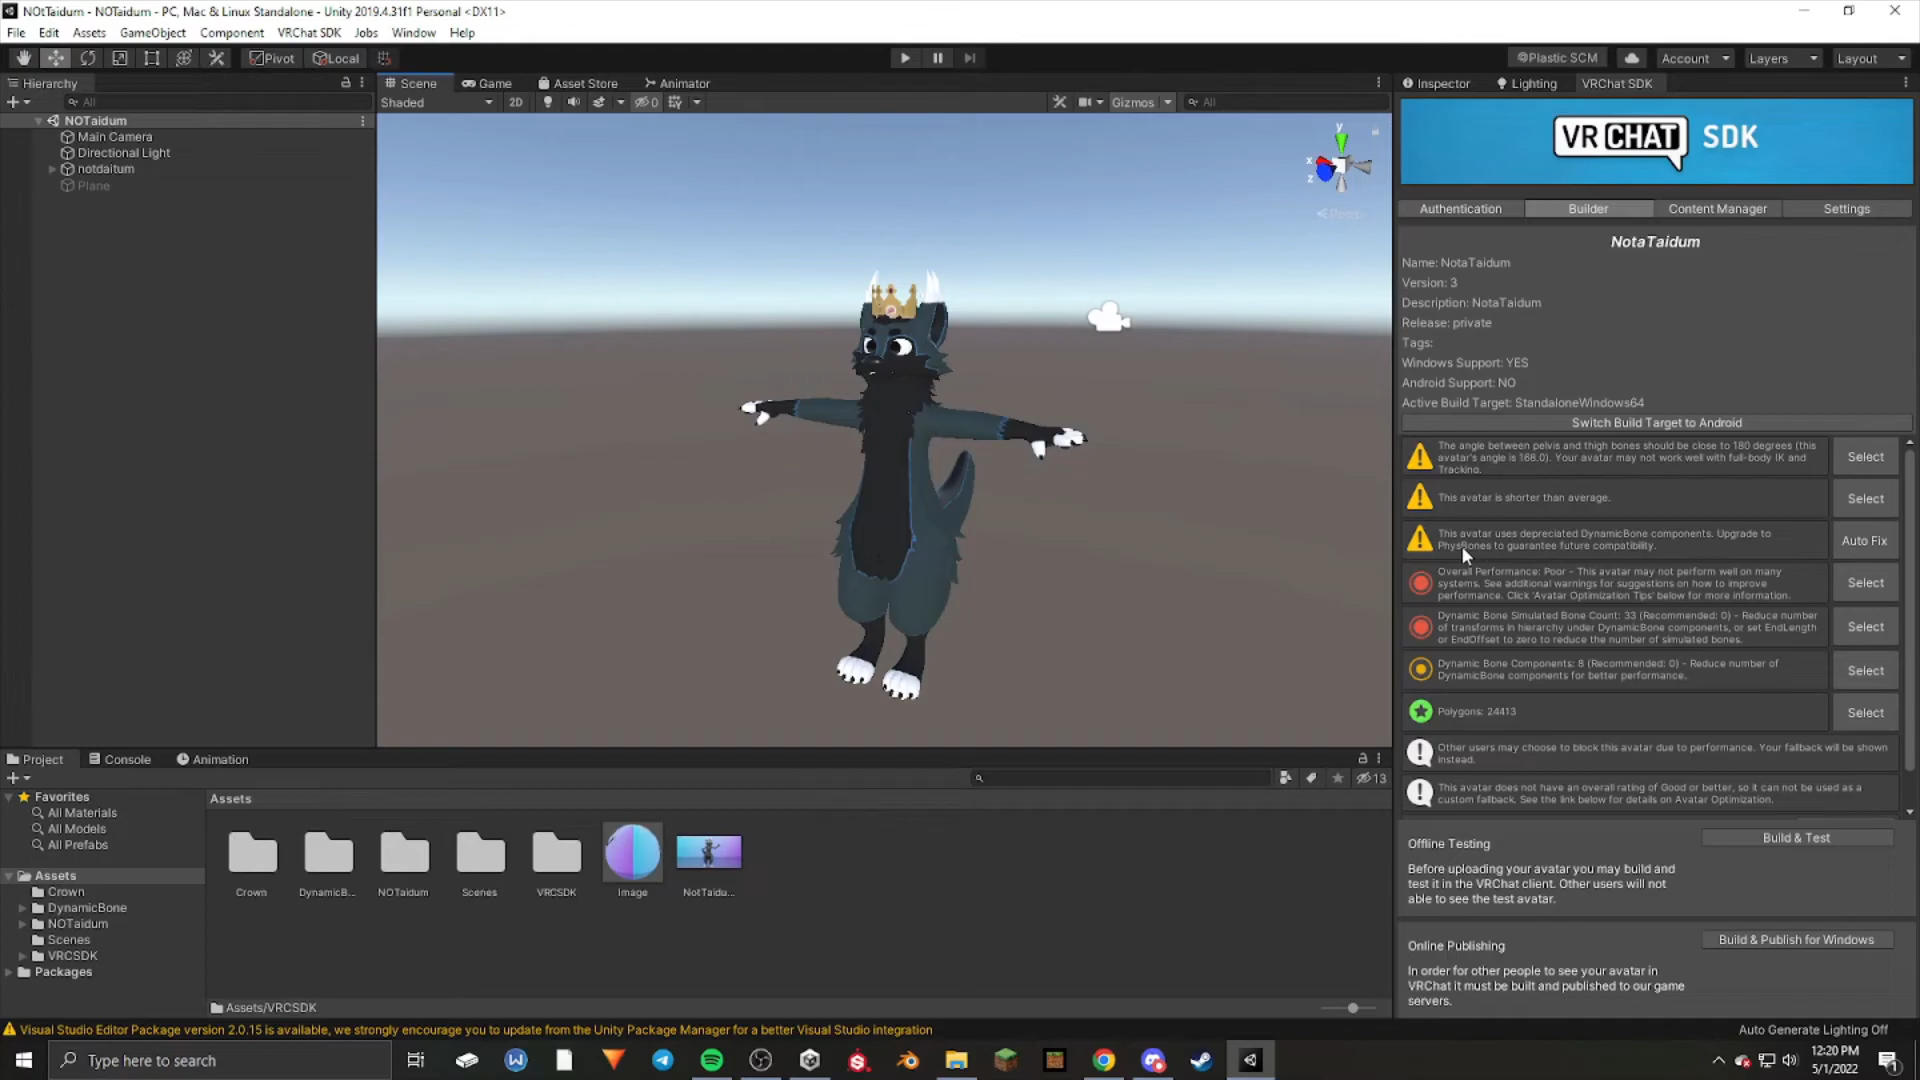 NOtTaidum - NOTaidum - PC, Mac & Linux Standalone - Unity 2019.4.31f1 Personal <DX11>
File Edit Assets GameObject Component VRChat SDK Jobs Window Help
Pivot Local
Plastic SCM Account Layers Layout
Hierarchy
All
NOTaidum
Main Camera
Directional Light
notdaitum
Plane
Scene Game Asset Store Animator
Shaded 2D 0 Gizmos All
y
x
z
Persp
Inspector Lighting VRChat SDK
VRCHAT SDK
Authentication Builder Content Manager Settings
NotaTaidum
Name: NotaTaidum
Version: 3
Description: NotaTaidum
Release: private
Tags:
Windows Support: YES
Android Support: NO
Active Build Target: StandaloneWindows64
Switch Build Target to Android
The angle between pelvis and thigh bones should be close to 180 degrees (this
avatar's angle is 168.0). Your avatar may not work well with full-body IK and
Tracking.
Select
This avatar is shorter than average.
Select
This avatar uses depreciated DynamicBone components. Upgrade to
PhysBones to guarantee future compatibility.
Auto Fix
Overall Performance: Poor - This avatar may not perform well on many
systems. See additional warnings for suggestions on how to improve
performance. Click 'Avatar Optimization Tips' below for more information.
Select
Dynamic Bone Simulated Bone Count: 33 (Recommended: 0) - Reduce number
of transforms in hierarchy under DynamicBone components, or set EndLength
or EndOffset to zero to reduce the number of simulated bones.
Select
Dynamic Bone Components: 8 (Recommended: 0) - Reduce number of
DynamicBone components for better performance.
Select
Polygons: 24413
Select
Other users may choose to block this avatar due to performance. Your fallback will be shown
instead.
This avatar does not have an overall rating of Good or better, so it can not be used as a
custom fallback. See the link below for details on Avatar Optimization.
Offline Testing
Build & Test
Before uploading your avatar you may build and
test it in the VRChat client. Other users will not
able to see the test avatar.
Online Publishing
Build & Publish for Windows
In order for other people to see your avatar in
VRChat it must be built and published to our game
servers.
Project Console Animation
13
Favorites
All Materials
All Models
All Prefabs
Assets
Crown
DynamicBone
NOTaidum
Scenes
VRCSDK
Packages
Assets
Crown DynamicB... NOTaidum Scenes VRCSDK Image NotTaidu...
Assets/VRCSDK
Visual Studio Editor Package version 2.0.15 is available, we strongly encourage you to update from the Unity Package Manager for a better Visual Studio integration
Auto Generate Lighting Off
Type here to search
12:20 PM
5/1/2022
1